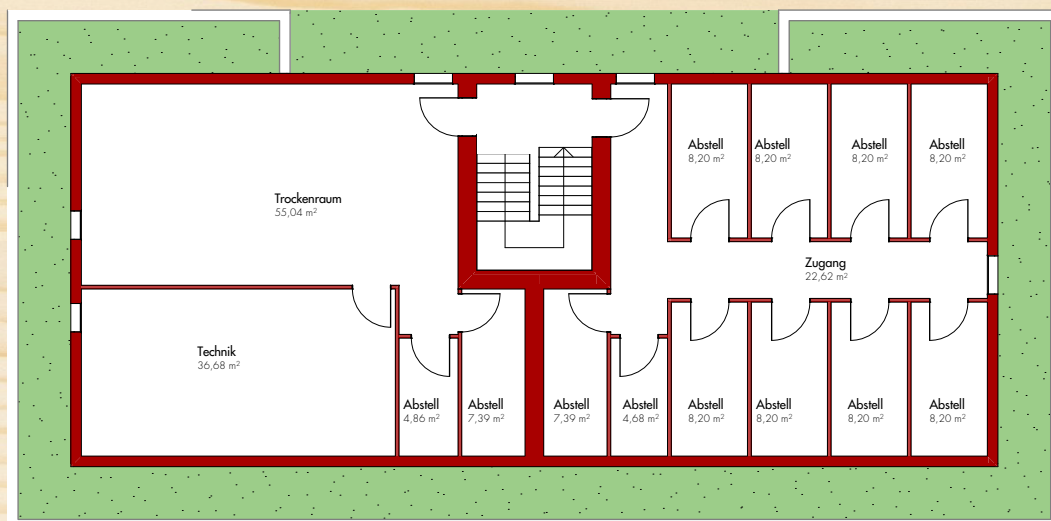 Abstell
8,20 m²
Abstell
8,20 m²
Abstell
8,20 m²
Abstell
8,20 m²
Trockenraum
55,04 m²
Zugang
22,62 m²
Technik
36,68 m²
Abstell
4,86 m²
Abstell
7,39 m²
Abstell
7,39 m²
Abstell
4,68 m²
Abstell
8,20 m²
Abstell
8,20 m²
Abstell
8,20 m²
Abstell
8,20 m²